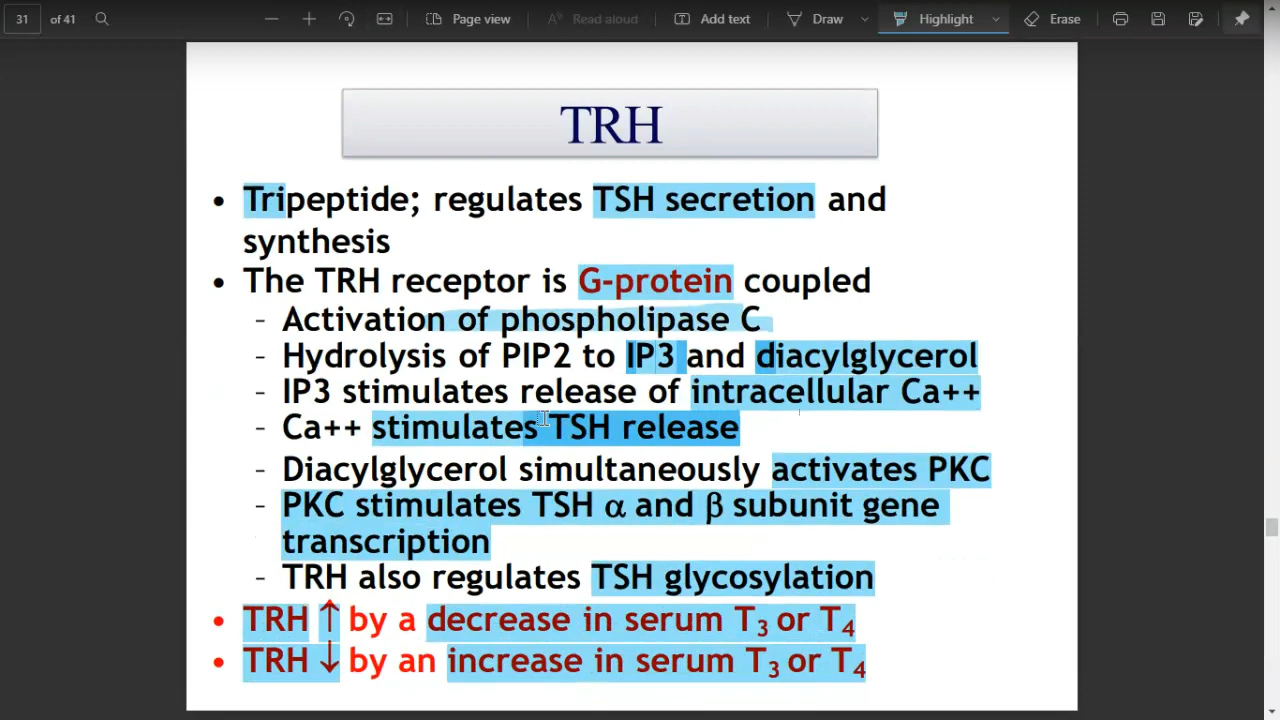 31 of 41 Page view Read aloud Add text Draw Highlight Erase
TRH
• Tripeptide; regulates TSH secretion and
synthesis
• The TRH receptor is G-protein coupled
- Activation of phospholipase C
- Hydrolysis of PIP2 to IP3 and diacylglycerol
- IP3 stimulates release of intracellular Ca++
- Ca++ stimulates TSH release
- Diacylglycerol simultaneously activates PKC
- PKC stimulates TSH α and β subunit gene
transcription
- TRH also regulates TSH glycosylation
• TRH ↑ by a decrease in serum T₃ or T₄
• TRH ↓ by an increase in serum T₃ or T₄